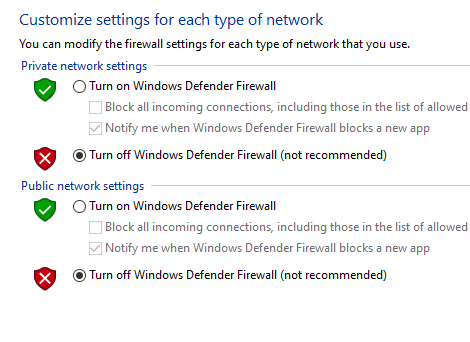 Customize settings for each type of network
You can modify the firewall settings for each type of network that you use.
Private network settings
Turn on Windows Defender Firewall
Block all incoming connections, including those in the list of allowed
Notify me when Windows Defender Firewall blocks a new app
Turn off Windows Defender Firewall (not recommended)
Public network settings
Turn on Windows Defender Firewall
Block all incoming connections, including those in the list of allowed
Notify me when Windows Defender Firewall blocks a new app
Turn off Windows Defender Firewall (not recommended)